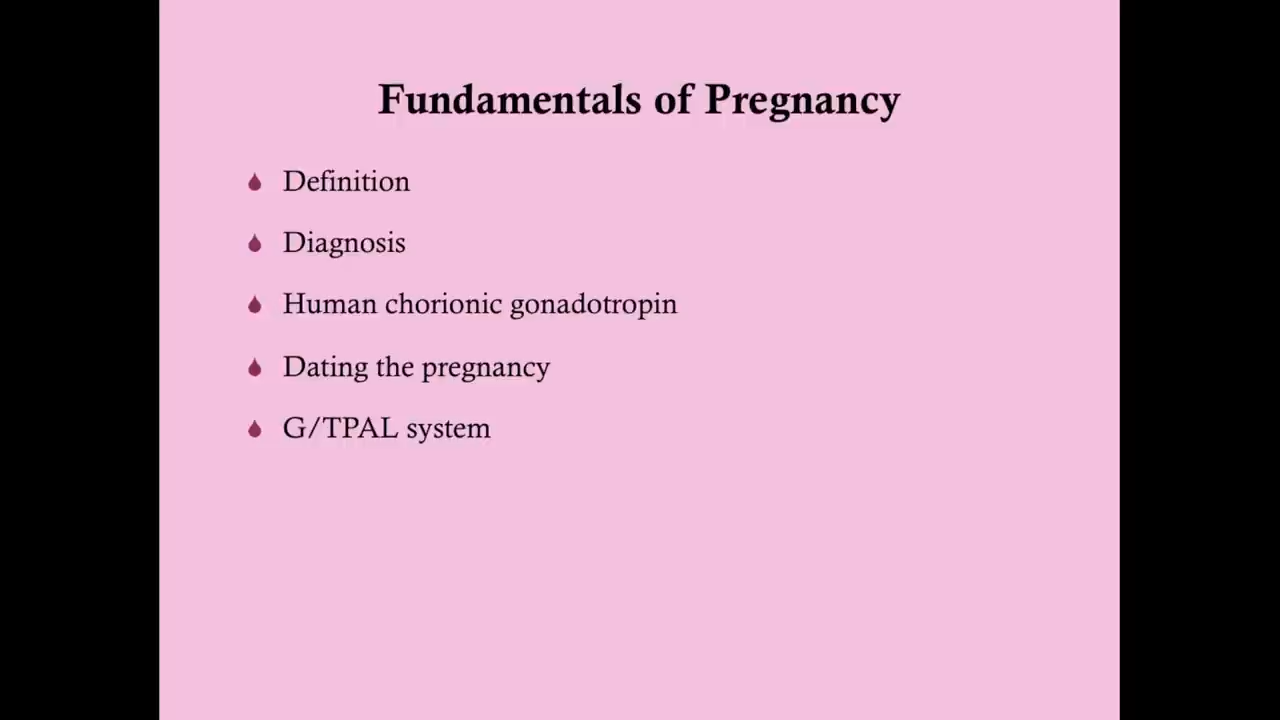 Fundamentals of Pregnancy
Definition
Diagnosis
Human chorionic gonadotropin
Dating the pregnancy
G/TPAL system